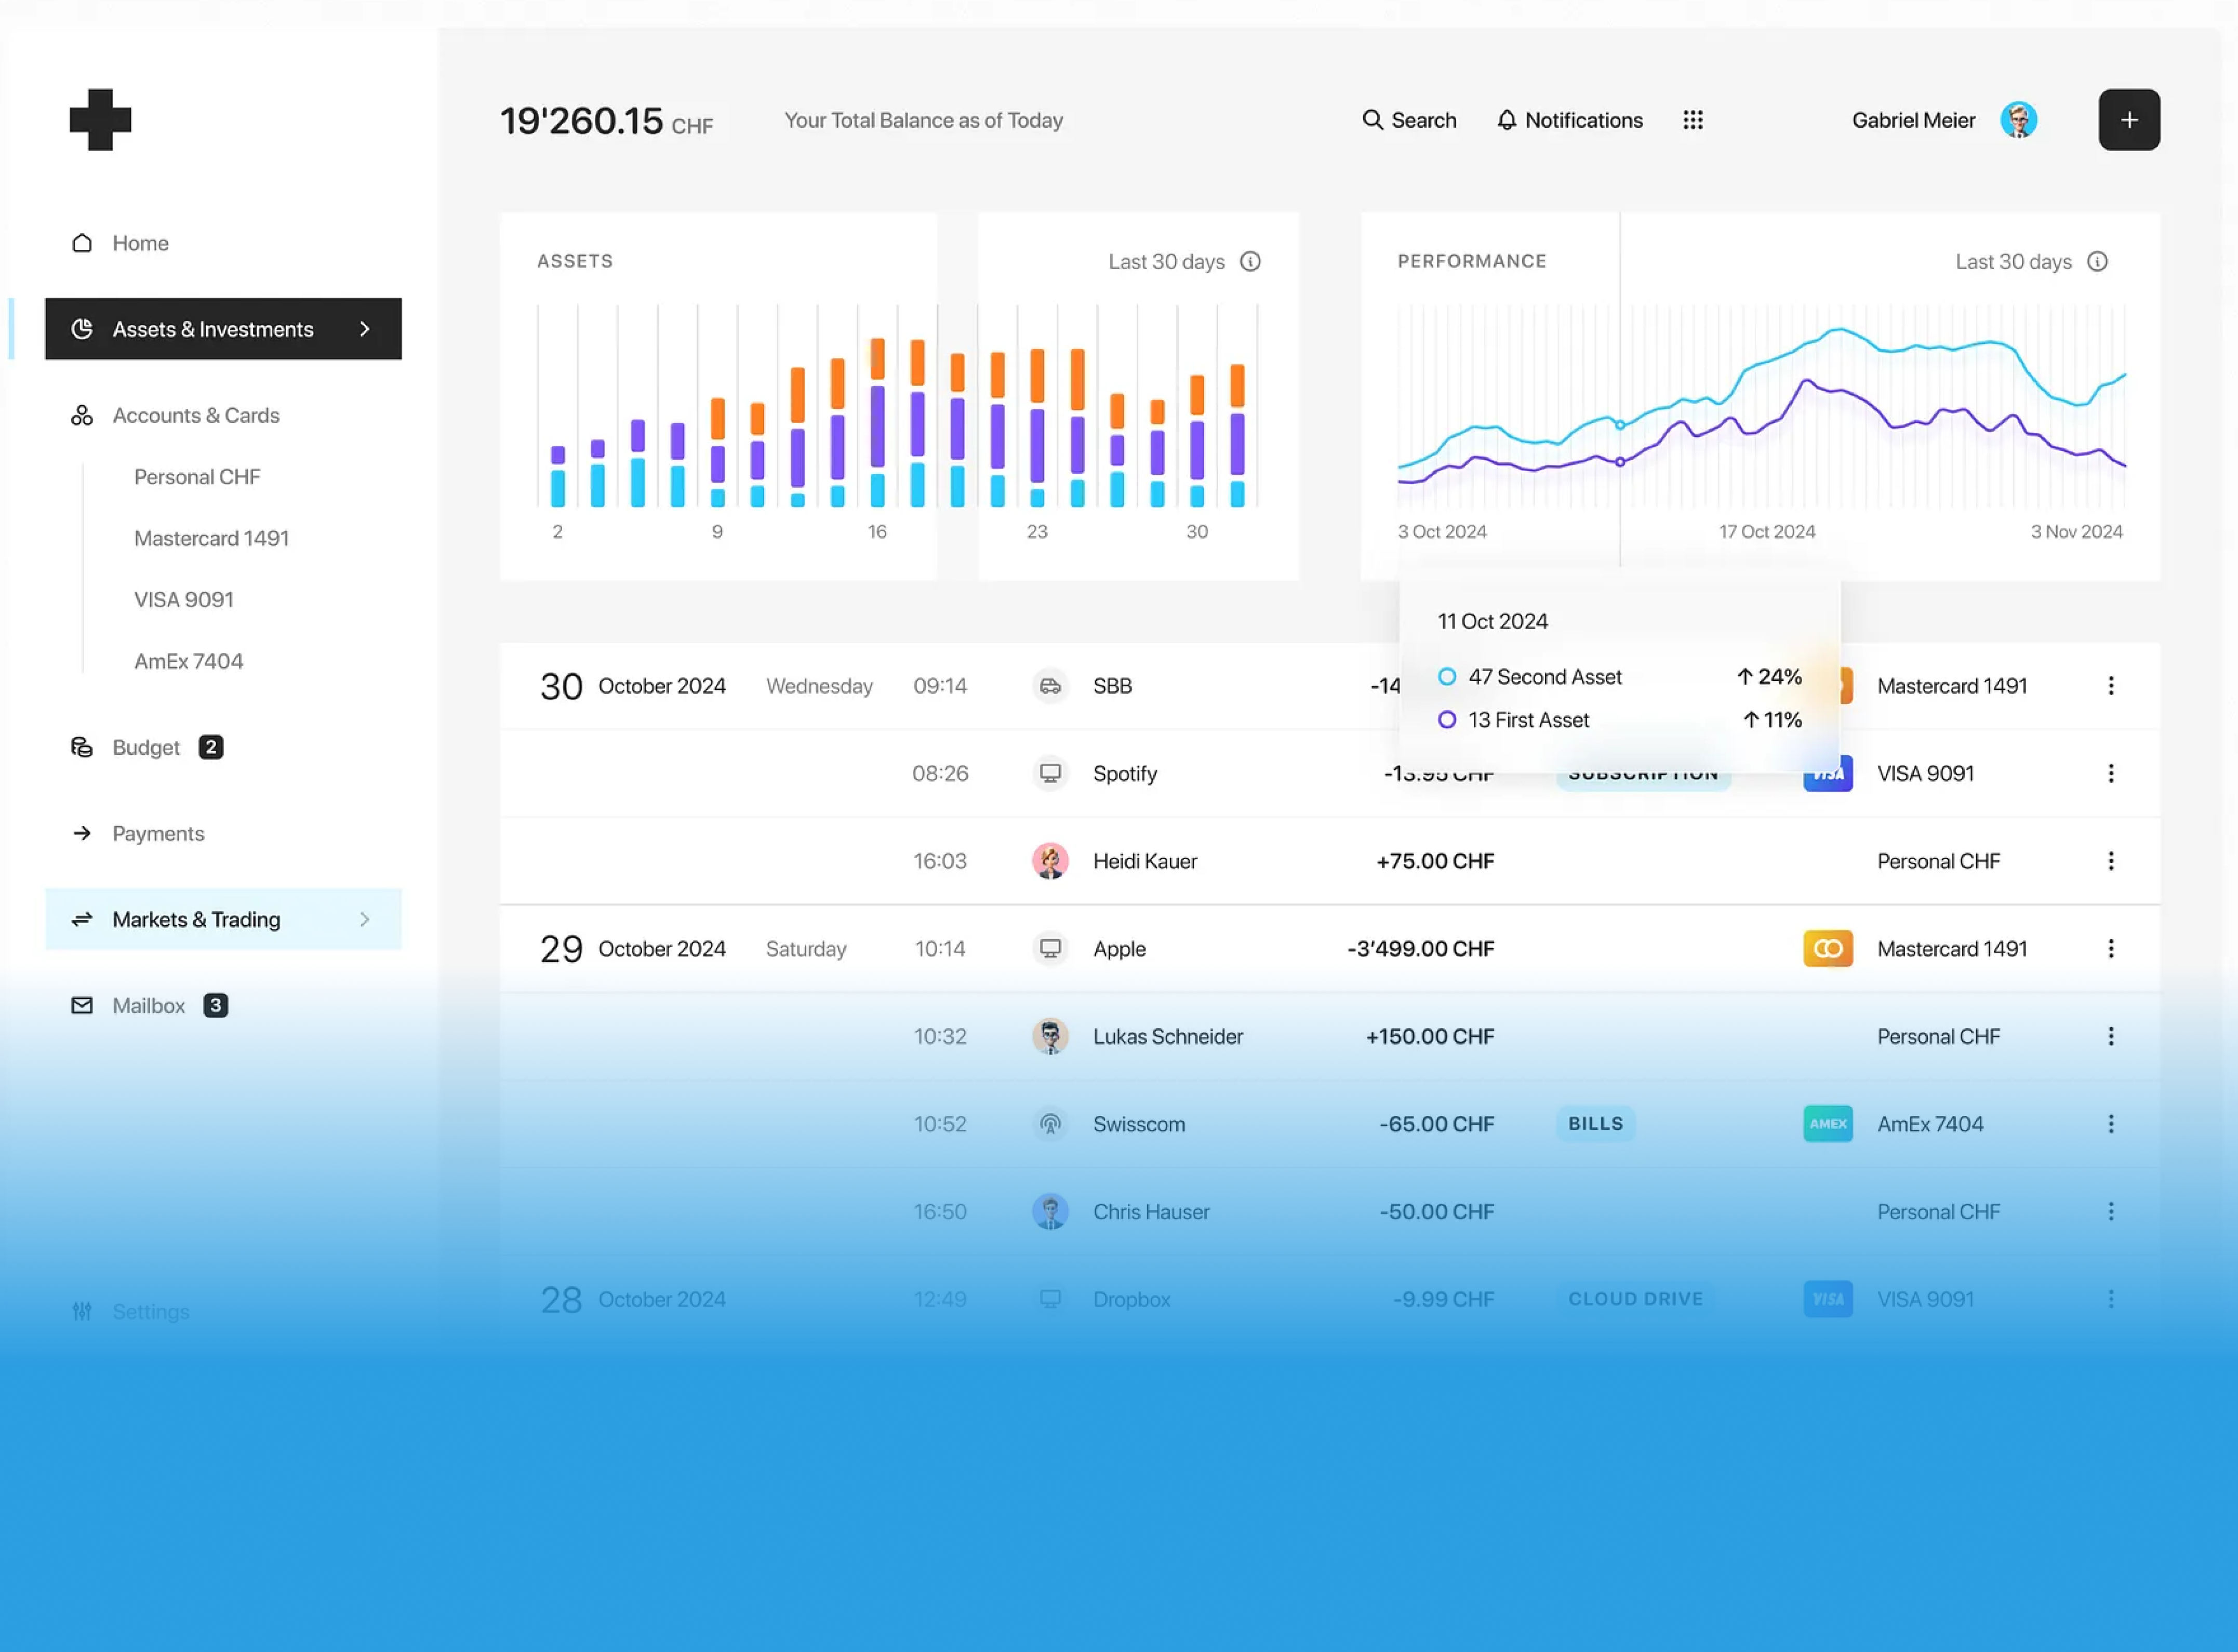 19'260.15 CHF
Your Total Balance as of Today
Search
Notifications
Gabriel Meier
Home
Assets & Investments
Accounts & Cards
Personal CHF
Mastercard 1491
VISA 9091
AmEx 7404
Budget 2
Payments
Markets & Trading
Mailbox 3
Settings
ASSETS
Last 30 days
2 9 16 23 30
PERFORMANCE
Last 30 days
3 Oct 2024 17 Oct 2024 3 Nov 2024
11 Oct 2024
47 Second Asset ↑ 24%
13 First Asset ↑ 11%
30 October 2024 Wednesday 09:14 SBB -14 Mastercard 1491
08:26 Spotify -13.95 CHF SUBSCRIPTION VISA VISA 9091
16:03 Heidi Kauer +75.00 CHF Personal CHF
29 October 2024 Saturday 10:14 Apple -3’499.00 CHF Mastercard 1491
10:32 Lukas Schneider +150.00 CHF Personal CHF
10:52 Swisscom -65.00 CHF BILLS AMEX AmEx 7404
16:50 Chris Hauser -50.00 CHF Personal CHF
28 October 2024 12:49 Dropbox -9.99 CHF CLOUD DRIVE VISA VISA 9091